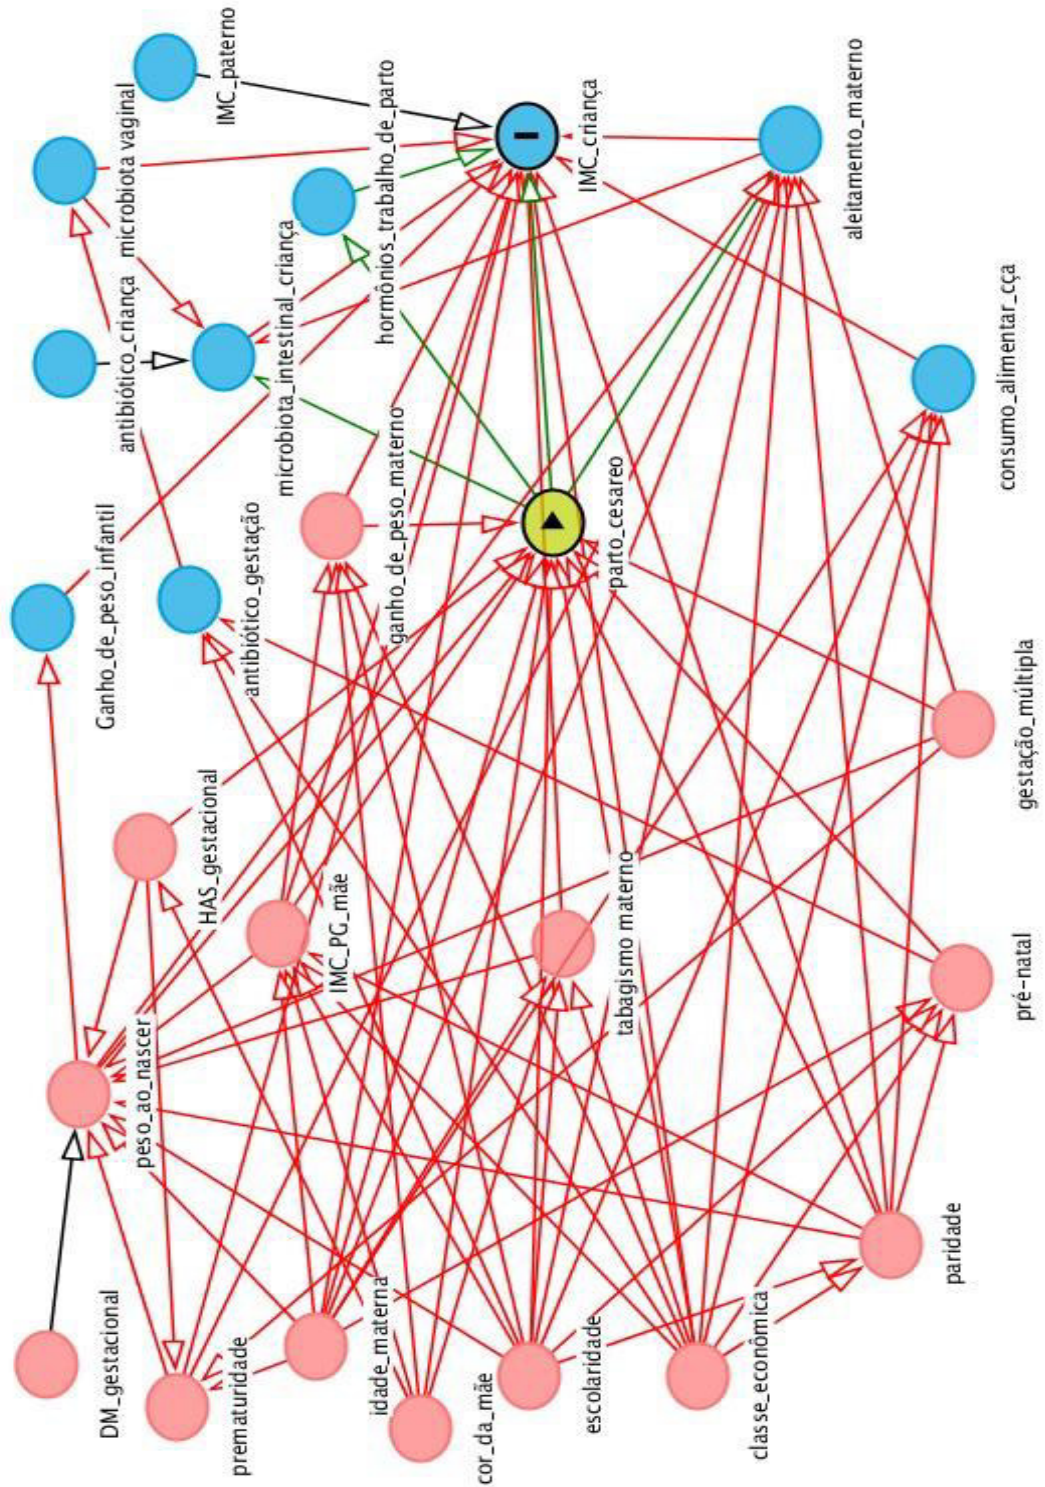 DM_gestacional
prematuridade
idade_materna
cor_da_mãe
escolaridade
classe_econômica
paridade
peso_ao_nascer
HAS_gestacional
IMC_PG_mãe
tabagismo materno
pré-natal
Ganho_de_peso_infantil
antibiótico_gestação
ganho_de_peso_materno
parto_cesareo
gestação_múltipla
antibiótico_criança
microbiota_intestinal_criança
hormônios_trabalho_de_parto
consumo_alimentar_cça
microbiota vaginal
IMC_paterno
IMC_criança
aleitamento_materno